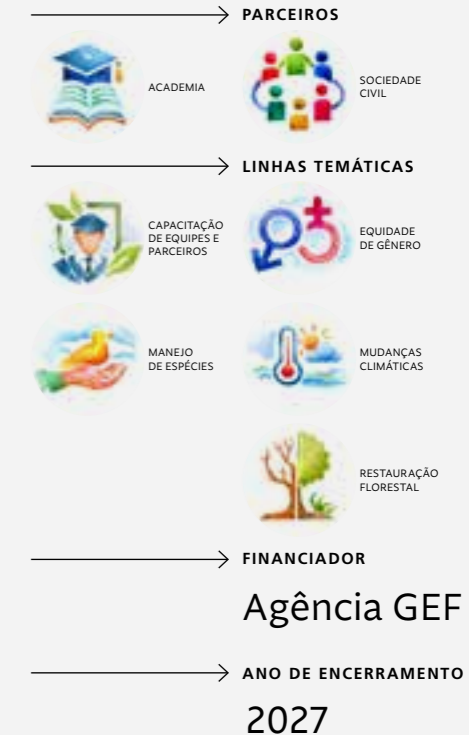 PARCEIROS
ACADEMIA
SOCIEDADE
CIVIL
LINHAS TEMÁTICAS
CAPACITAÇÃO
DE EQUIPES E
PARCEIROS
EQUIDADE
DE GÊNERO
MANEJO
DE ESPÉCIES
MUDANÇAS
CLIMÁTICAS
RESTAURAÇÃO
FLORESTAL
FINANCIADOR
Agência GEF
ANO DE ENCERRAMENTO
2027